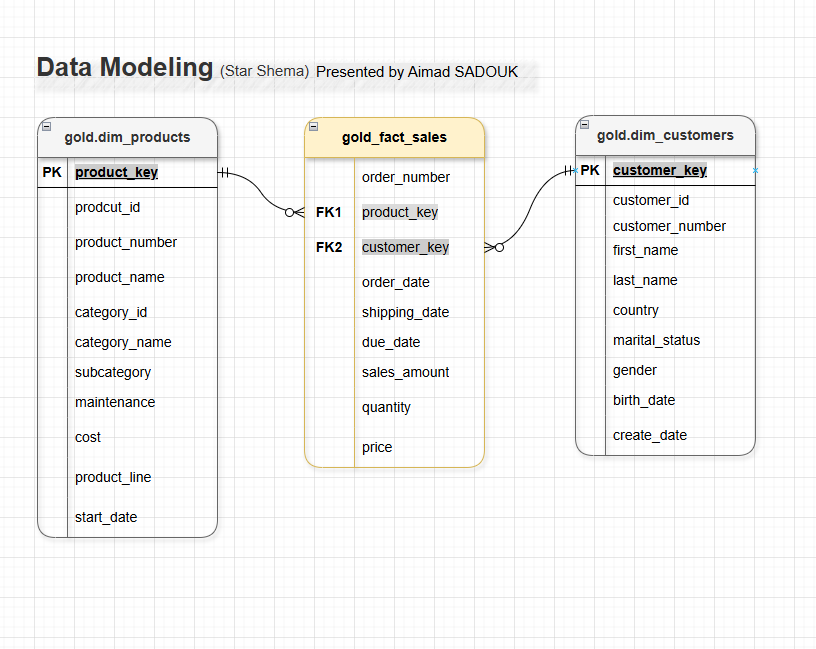 Data Modeling (Star Shema) Presented by Aimad SADOUK
gold.dim_products
PK product_key
prodcut_id
product_number
product_name
category_id
category_name
subcategory
maintenance
cost
product_line
start_date
gold_fact_sales
order_number
FK1 product_key
FK2 customer_key
order_date
shipping_date
due_date
sales_amount
quantity
price
gold.dim_customers
PK customer_key
customer_id
customer_number
first_name
last_name
country
marital_status
gender
birth_date
create_date